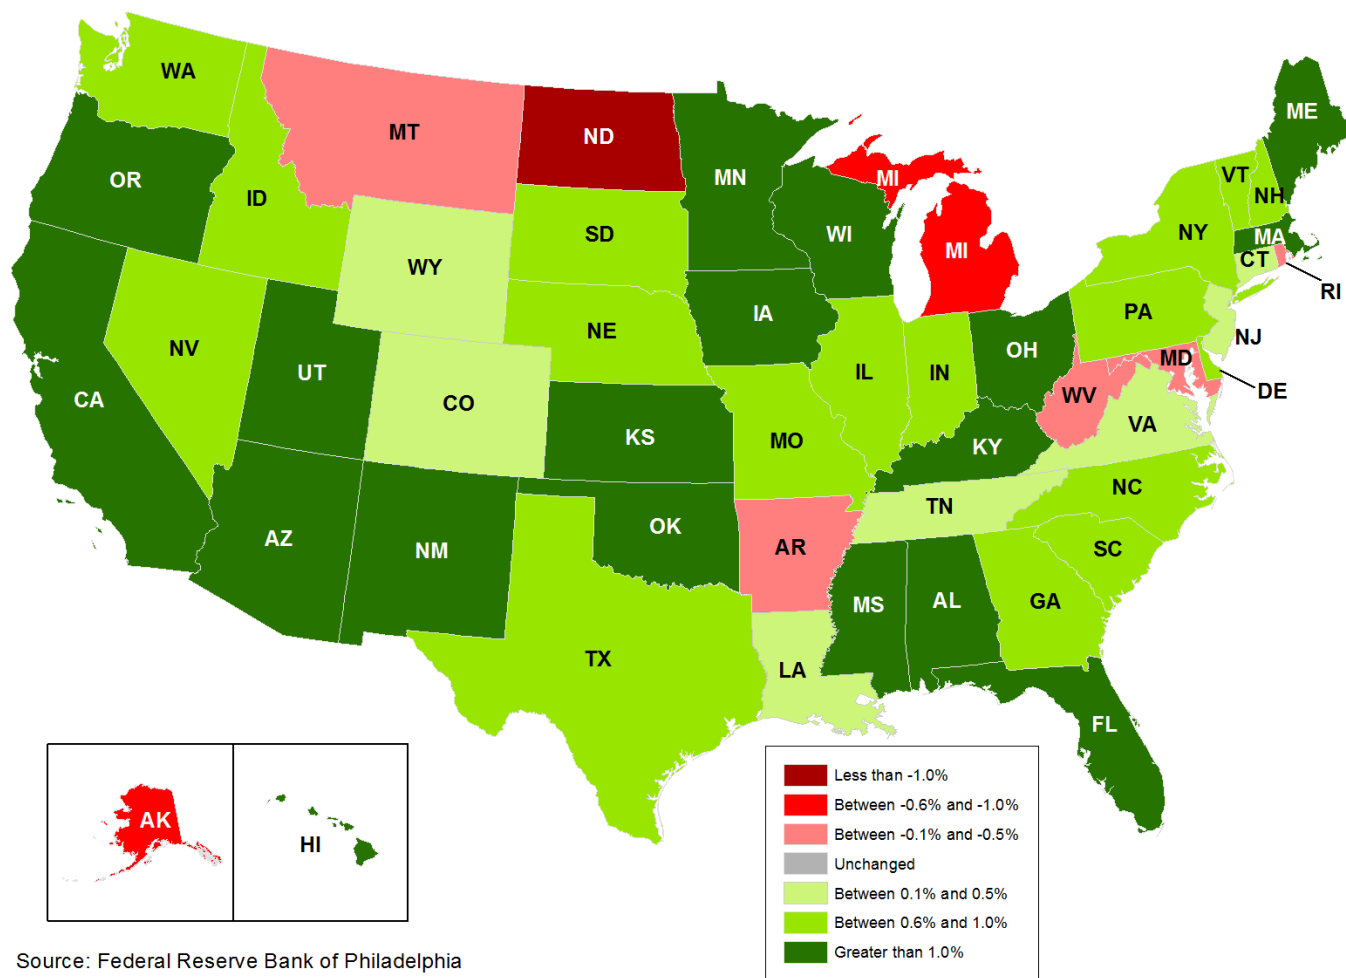 WA
MT
ND
MN
ME
OR
ID
SD
WI
MI
MI
VT
NH
NY
MA
CT
RI
WY
IA
NE
PA
NJ
NV
UT
CO
IL
IN
OH
MD
DE
CA
KS
MO
WV
VA
KY
NC
AZ
NM
OK
AR
TN
SC
MS
AL
GA
TX
LA
FL
AK
HI
Less than -1.0%
Between -0.6% and -1.0%
Between -0.1% and -0.5%
Unchanged
Between 0.1% and 0.5%
Between 0.6% and 1.0%
Greater than 1.0%
Source: Federal Reserve Bank of Philadelphia